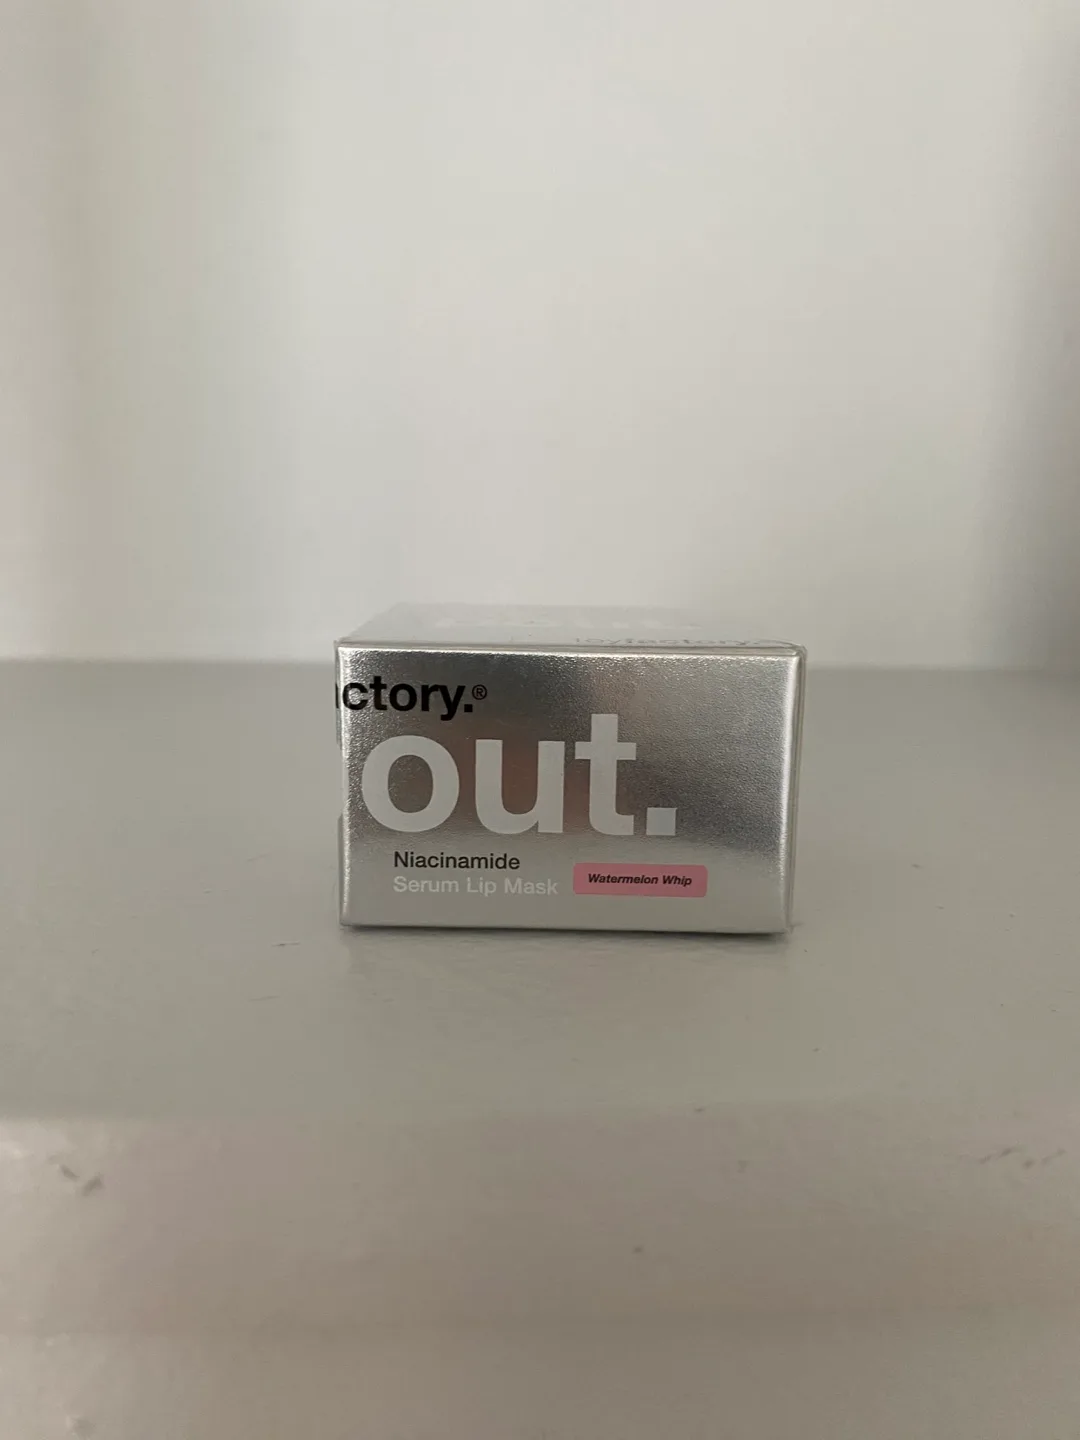 ctory.®
out.
Niacinamide
Serum Lip Mask
Watermelon Whip